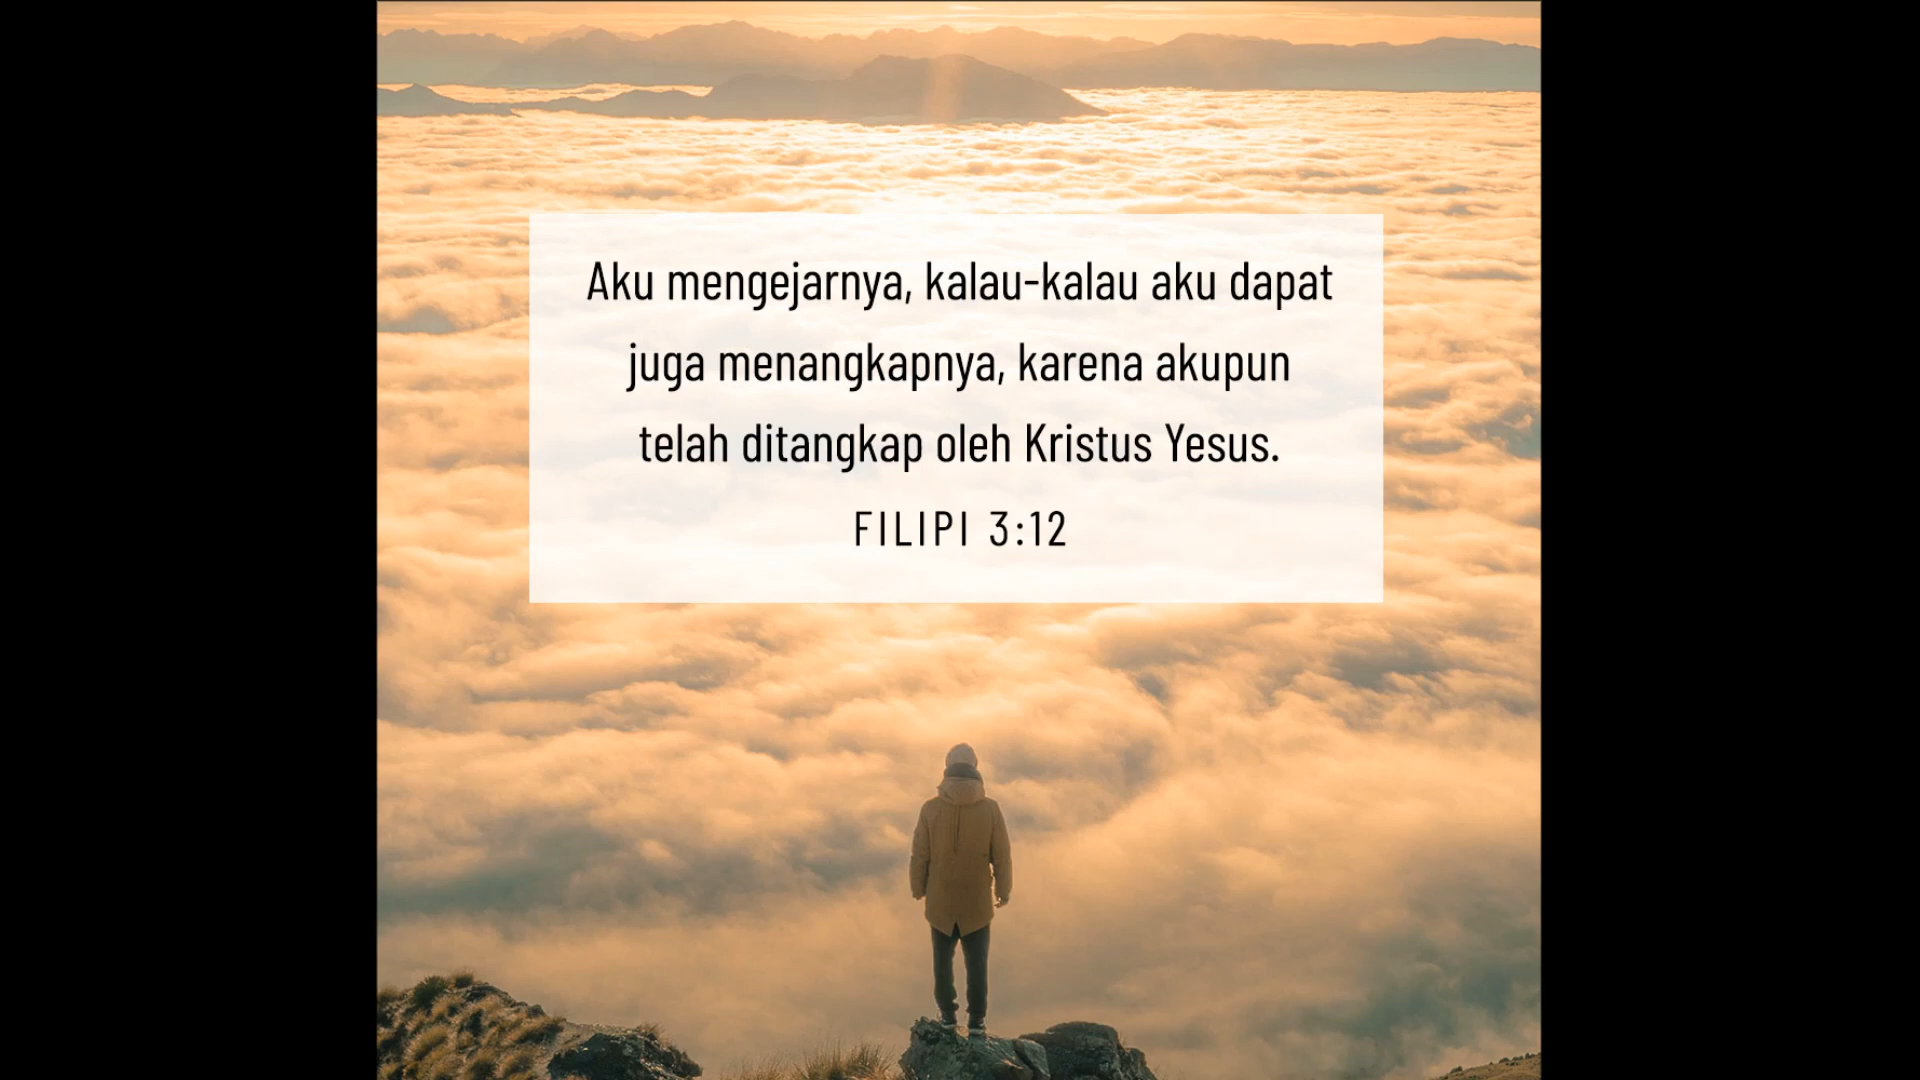 Aku mengejarnya, kalau-kalau aku dapat
juga menangkapnya, karena akupun
telah ditangkap oleh Kristus Yesus.
FILIPI 3:12